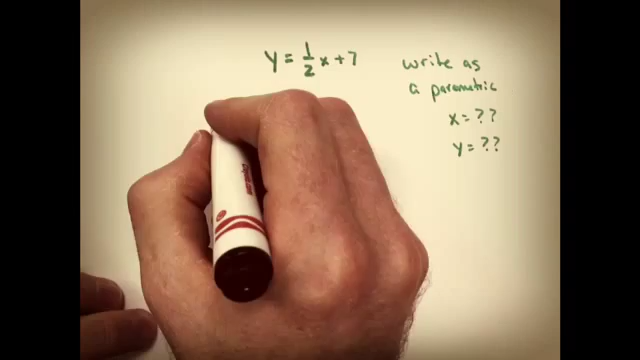 y = 1/2 x + 7
write as
a parametric
x = ??
y = ??